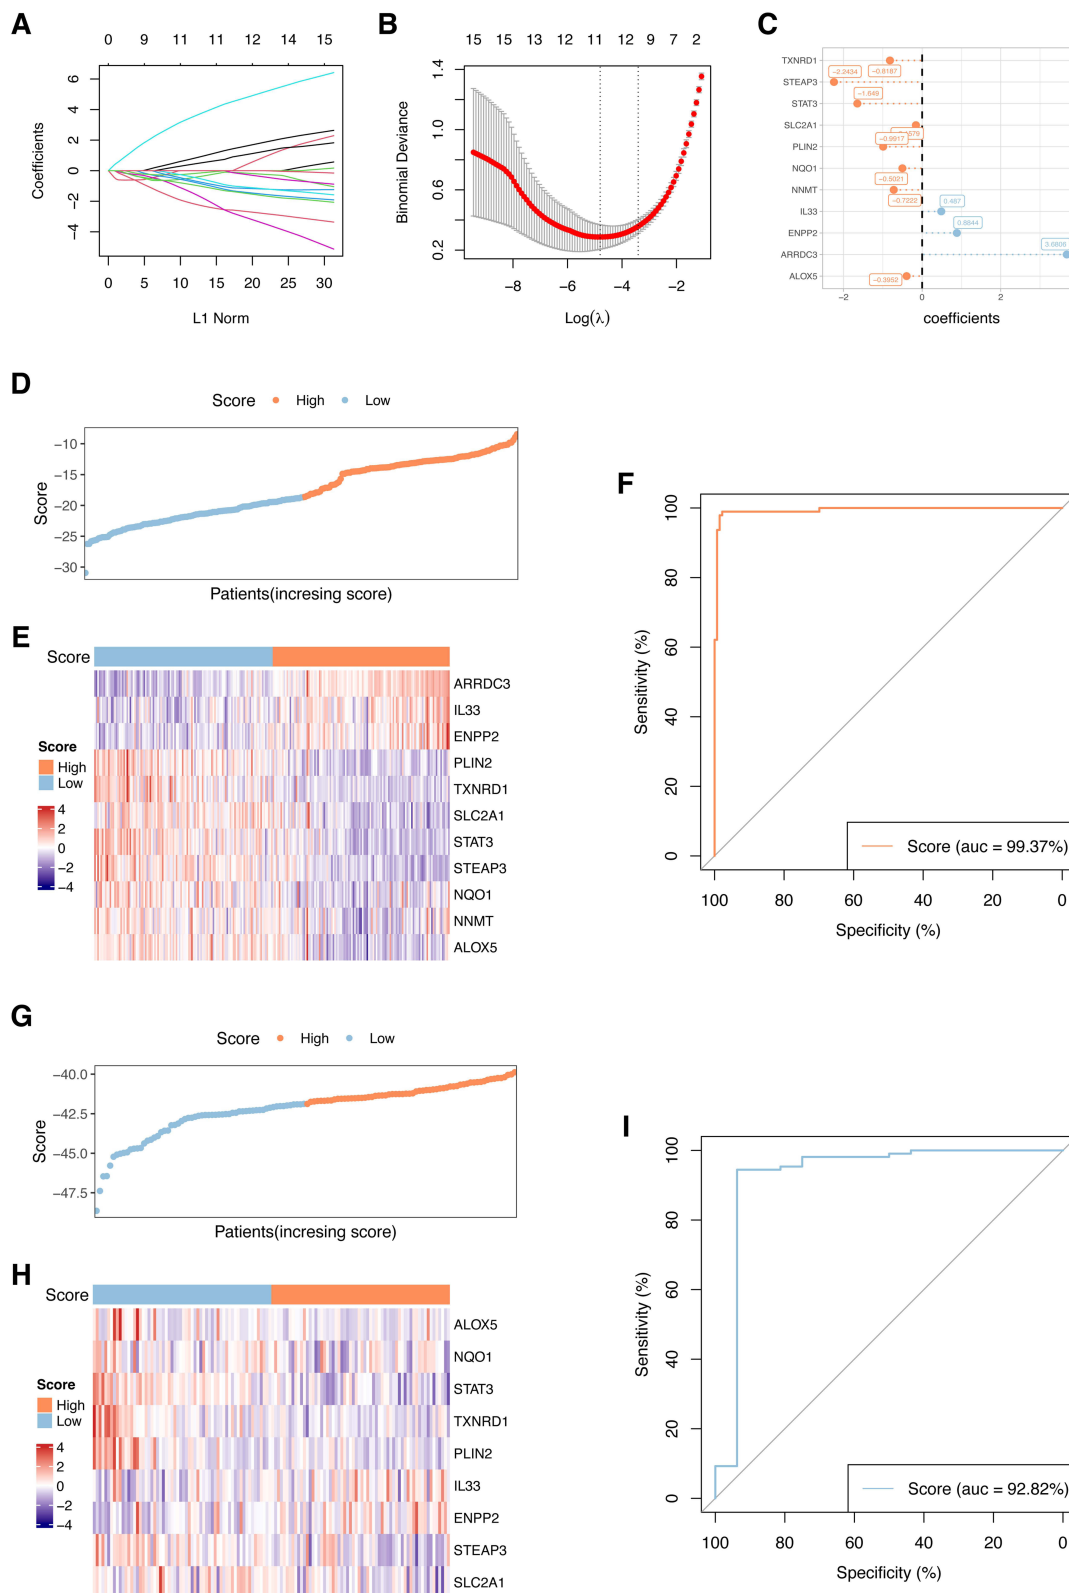 A
0 9 11 11 12 14 15
6
4
2
0
−2
−4
Coefficients
0 5 10 15 20 25 30
L1 Norm
B
15 15 13 12 11 12 9 7 2
1.4
1.0
0.6
0.2
Binomial Deviance
−8 −6 −4 −2
Log(λ)
C
TXNRD1
−0.8187
STEAP3
−2.2434
STAT3
−1.649
SLC2A1
PLIN2
−0.9917
NQO1
−0.5021
NNMT
−0.7222
IL33
0.487
ENPP2
0.8844
ARRDC3
3.6808
ALOX5
−0.3952
−2 0 2
coefficients
D
Score High Low
−10
−15
−20
−25
−30
Score
Patients(incresing score)
E
Score
ARRDC3
IL33
ENPP2
PLIN2
TXNRD1
SLC2A1
STAT3
STEAP3
NQO1
NNMT
ALOX5
Score
High
Low
4
2
0
−2
−4
F
100
80
60
40
20
0
Sensitivity (%)
Score (auc = 99.37%)
100 80 60 40 20 0
Specificity (%)
G
Score High Low
−40.0
−42.5
−45.0
−47.5
Score
Patients(incresing score)
H
Score
ALOX5
NQO1
STAT3
TXNRD1
PLIN2
IL33
ENPP2
STEAP3
SLC2A1
Score
High
Low
4
2
0
−2
−4
I
100
80
60
40
20
0
Sensitivity (%)
Score (auc = 92.82%)
100 80 60 40 20 0
Specificity (%)